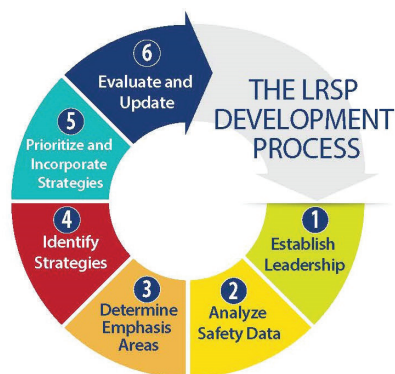 THE LRSP
DEVELOPMENT
PROCESS
1
Establish
Leadership
2
Analyze
Safety Data
3
Determine
Emphasis
Areas
4
Identify
Strategies
5
Prioritize and
Incorporate
Strategies
6
Evaluate and
Update